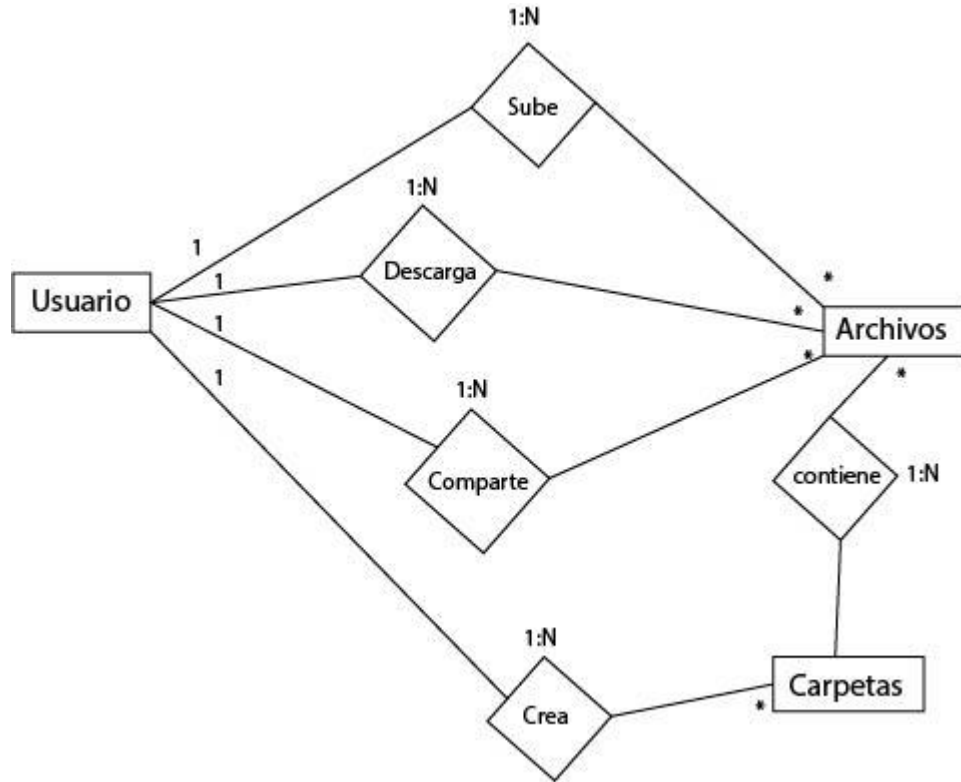 1:N
Sube
1:N
1
Descarga
1
*
Usuario
*
1
Archivos
*
*
1
1:N
Comparte
contiene
1:N
1:N
Carpetas
*
Crea